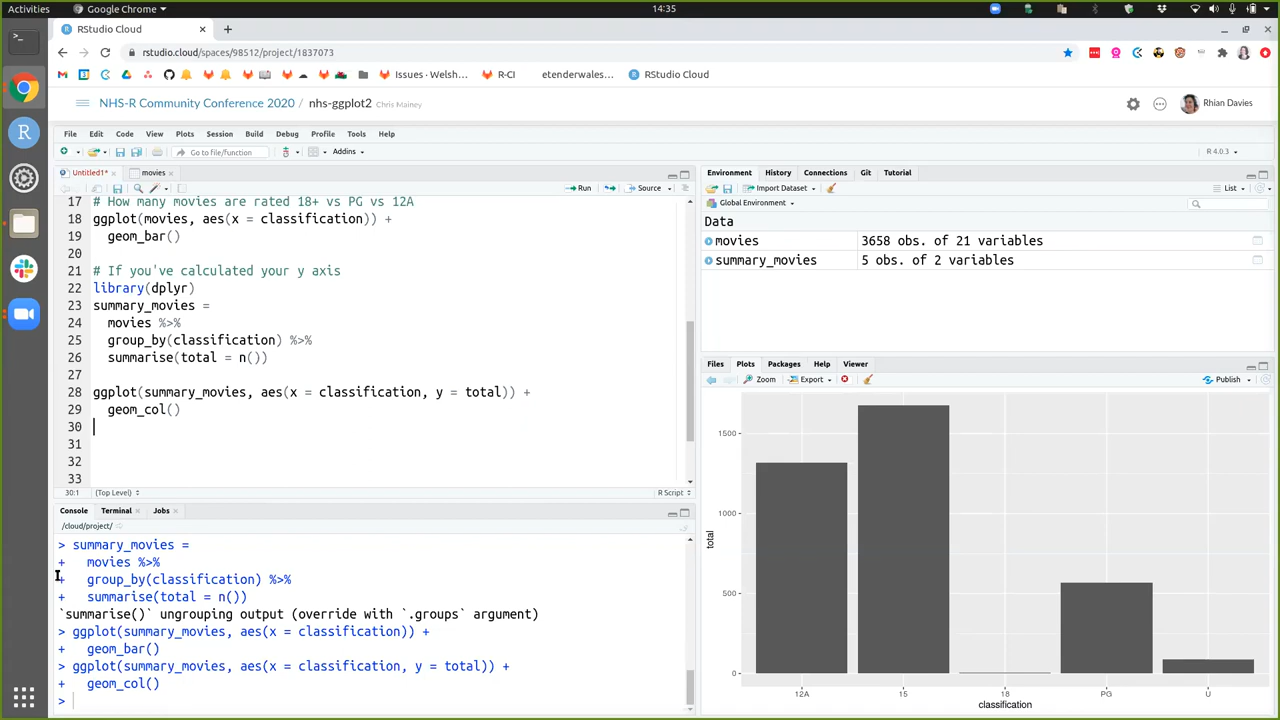 Activities
Google Chrome
14:35
RStudio Cloud
rstudio.cloud/spaces/98512/project/1837073
Issues · Welsh…
R-CI
etenderwales…
RStudio Cloud
NHS-R Community Conference 2020 / nhs-ggplot2 Chris Mainey
Rhian Davies
File Edit Code View Plots Session Build Debug Profile Tools Help
Go to file/function
Addins
R 4.0.3
Untitled1*
movies
Run
Source
17 # How many movies are rated 18+ vs PG vs 12A
18 ggplot(movies, aes(x = classification)) +
19 geom_bar()
20
21 # If you've calculated your y axis
22 library(dplyr)
23 summary_movies =
24 movies %>%
25 group_by(classification) %>%
26 summarise(total = n())
27
28 ggplot(summary_movies, aes(x = classification, y = total)) +
29 geom_col()
30
31
32
33
30:1 (Top Level) R Script
Console Terminal Jobs
/cloud/project/
> summary_movies =
+ movies %>%
+ group_by(classification) %>%
+ summarise(total = n())
`summarise()` ungrouping output (override with `.groups` argument)
> ggplot(summary_movies, aes(x = classification)) +
+ geom_bar()
> ggplot(summary_movies, aes(x = classification, y = total)) +
+ geom_col()
>
Environment History Connections Git Tutorial
Import Dataset
List
Global Environment
Data
movies 3658 obs. of 21 variables
summary_movies 5 obs. of 2 variables
Files Plots Packages Help Viewer
Zoom Export Publish
1500
1000
500
0
total
12A 15 18 PG U
classification